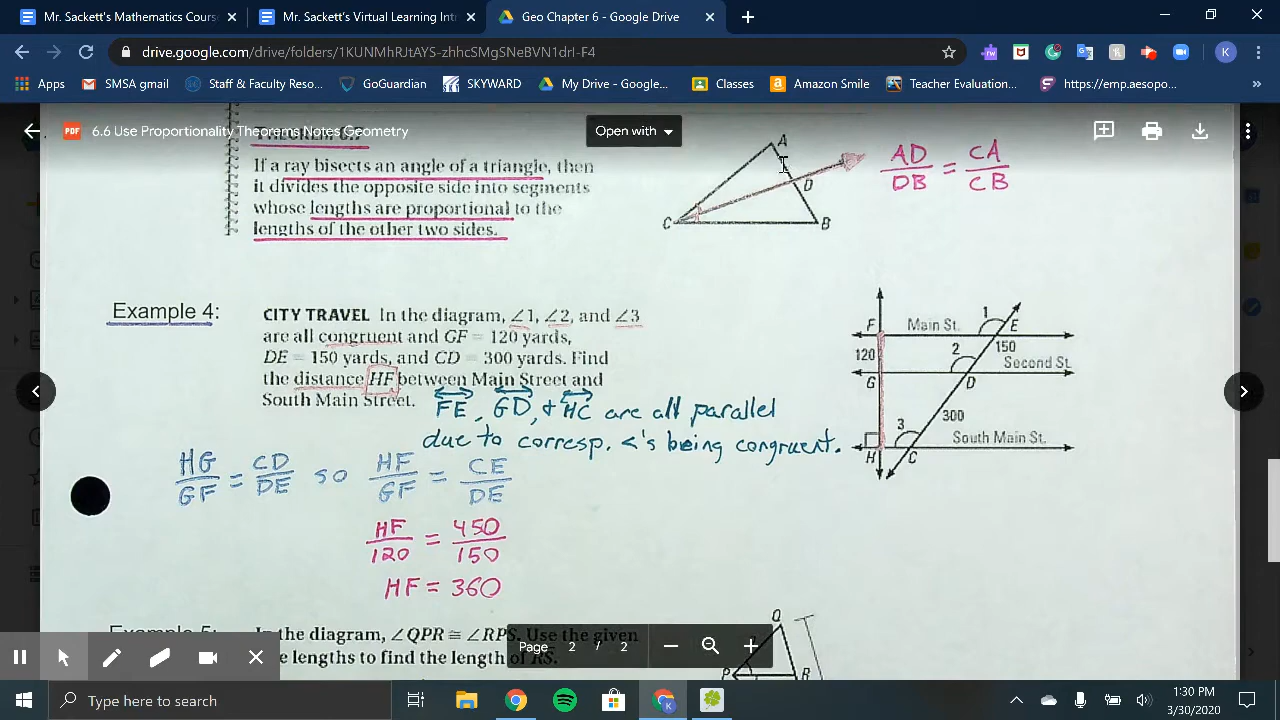 Mr. Sackett's Mathematics Cours
Mr. Sackett's Virtual Learning Int
Geo Chapter 6 - Google Drive
drive.google.com/drive/folders/1KUNMhRJtAYS-zhhcSMgSNeBVN1drI-F4
Apps
SMSA gmail
Staff & Faculty Reso...
GoGuardian
SKYWARD
My Drive - Google...
Classes
Amazon Smile
Teacher Evaluation...
https://emp.aesopo...
PDF
6.6 Use Proportionality Theorems Notes Geometry
Open with
If a ray bisects an angle of a triangle, then
it divides the opposite side into segments
whose lengths are proportional to the
lengths of the other two sides.
A
D
C
B
AD/DB = CA/CB
Example 4:
CITY TRAVEL In the diagram, ∠1, ∠2, and ∠3
are all congruent and GF = 120 yards,
DE = 150 yards, and CD = 300 yards. Find
the distance HF between Main Street and
South Main Street.
FE, GD, + HC are all parallel
due to corresp. <'s being congruent.
HG/GF = CD/DE so HF/GF = CE/DE
HF/120 = 450/150
HF = 360
F
Main St.
1
E
120
2
150
Second St.
G
D
3
300
South Main St.
H
C
In the diagram, ∠QPR ≅ ∠RPS. Use the given
e lengths to find the length of RS.
Q
P
R
Page 2 / 2
Type here to search
1:30 PM
3/30/2020